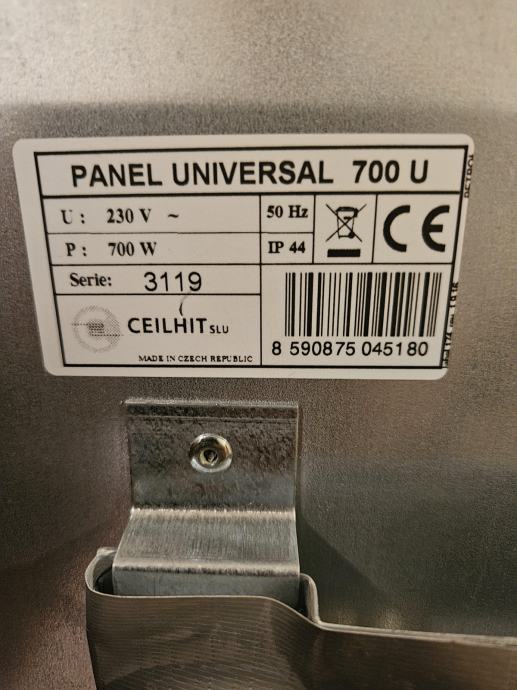 PANEL UNIVERSAL 700 U
U : 230 V ~
50 Hz
P : 700 W
IP 44
Serie: 3119
CEILHIT SLU
MADE IN CZECH REPUBLIC
8 590875 045180